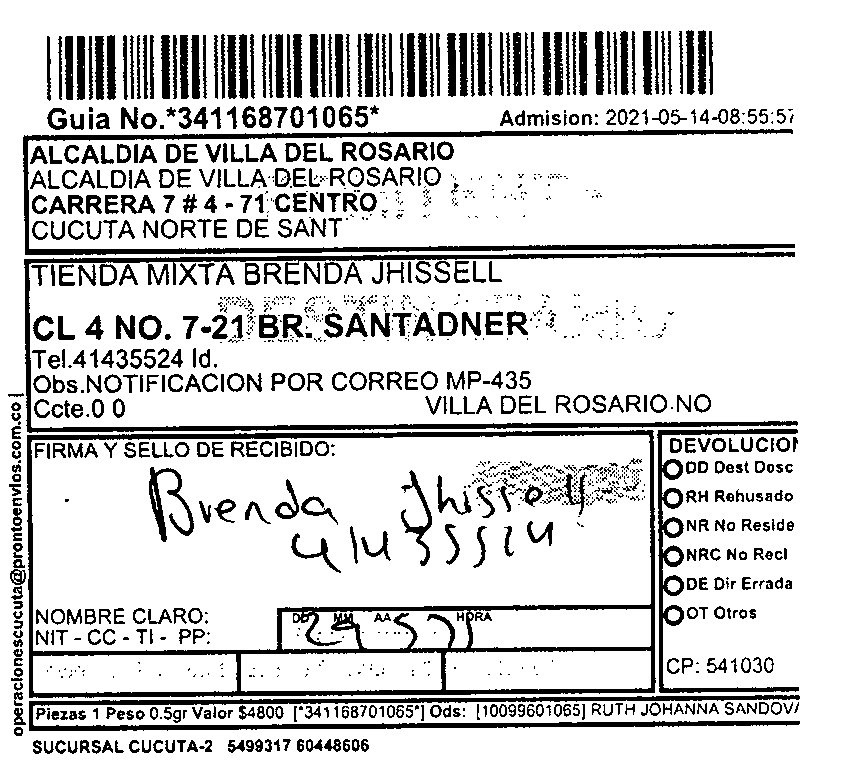 Guia No.*341168701065*
Admision: 2021-05-14-08:55:57
ALCALDIA DE VILLA DEL ROSARIO
ALCALDIA DE VILLA DEL ROSARIO
CARRERA 7 # 4 - 71 CENTRO
CUCUTA NORTE DE SANT
TIENDA MIXTA BRENDA JHISSELL
CL 4 NO. 7-21 BR. SANTADNER
Tel.41435524 Id.
Obs.NOTIFICACION POR CORREO MP-435
Ccte.0 0 VILLA DEL ROSARIO.NO
operacionescucuta@prontoenvios.com.co |
FIRMA Y SELLO DE RECIBIDO:
Brenda Jhissell
41435524
NOMBRE CLARO:
NIT - CC - TI - PP:
DD MM AA HORA
DEVOLUCION
DD Dest Desc
RH Rehusado
NR No Reside
NRC No Recl
DE Dir Errada
OT Otros
CP: 541030
Piezas 1 Peso 0.5gr Valor $4800 [*341168701065*] Ods: [10099601065] RUTH JOHANNA SANDOVA
SUCURSAL CUCUTA-2 5499317 60448606